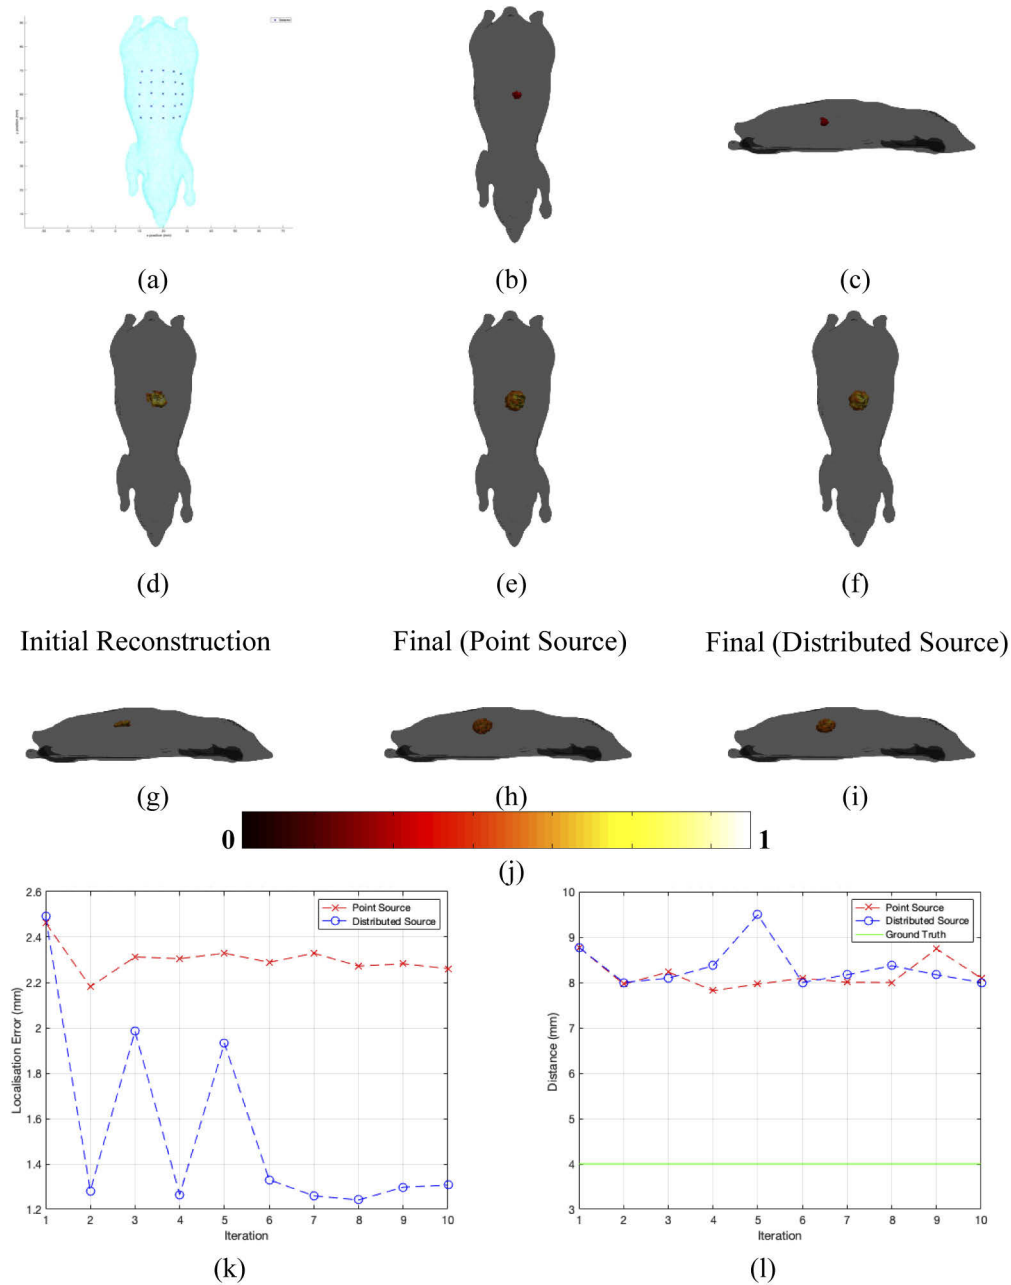 (a)
(b)
(c)
(d)
(e)
(f)
Initial Reconstruction
Final (Point Source)
Final (Distributed Source)
(g)
(h)
(i)
0
1
(j)
2.6
2.4
2.2
2
1.8
1.6
1.4
1.2
Localisation Error (mm)
Point Source
Distributed Source
1 2 3 4 5 6 7 8 9 10
Iteration
(k)
10
9
8
7
6
5
4
3
Distance (mm)
Point Source
Distributed Source
Ground Truth
1 2 3 4 5 6 7 8 9 10
Iteration
(l)